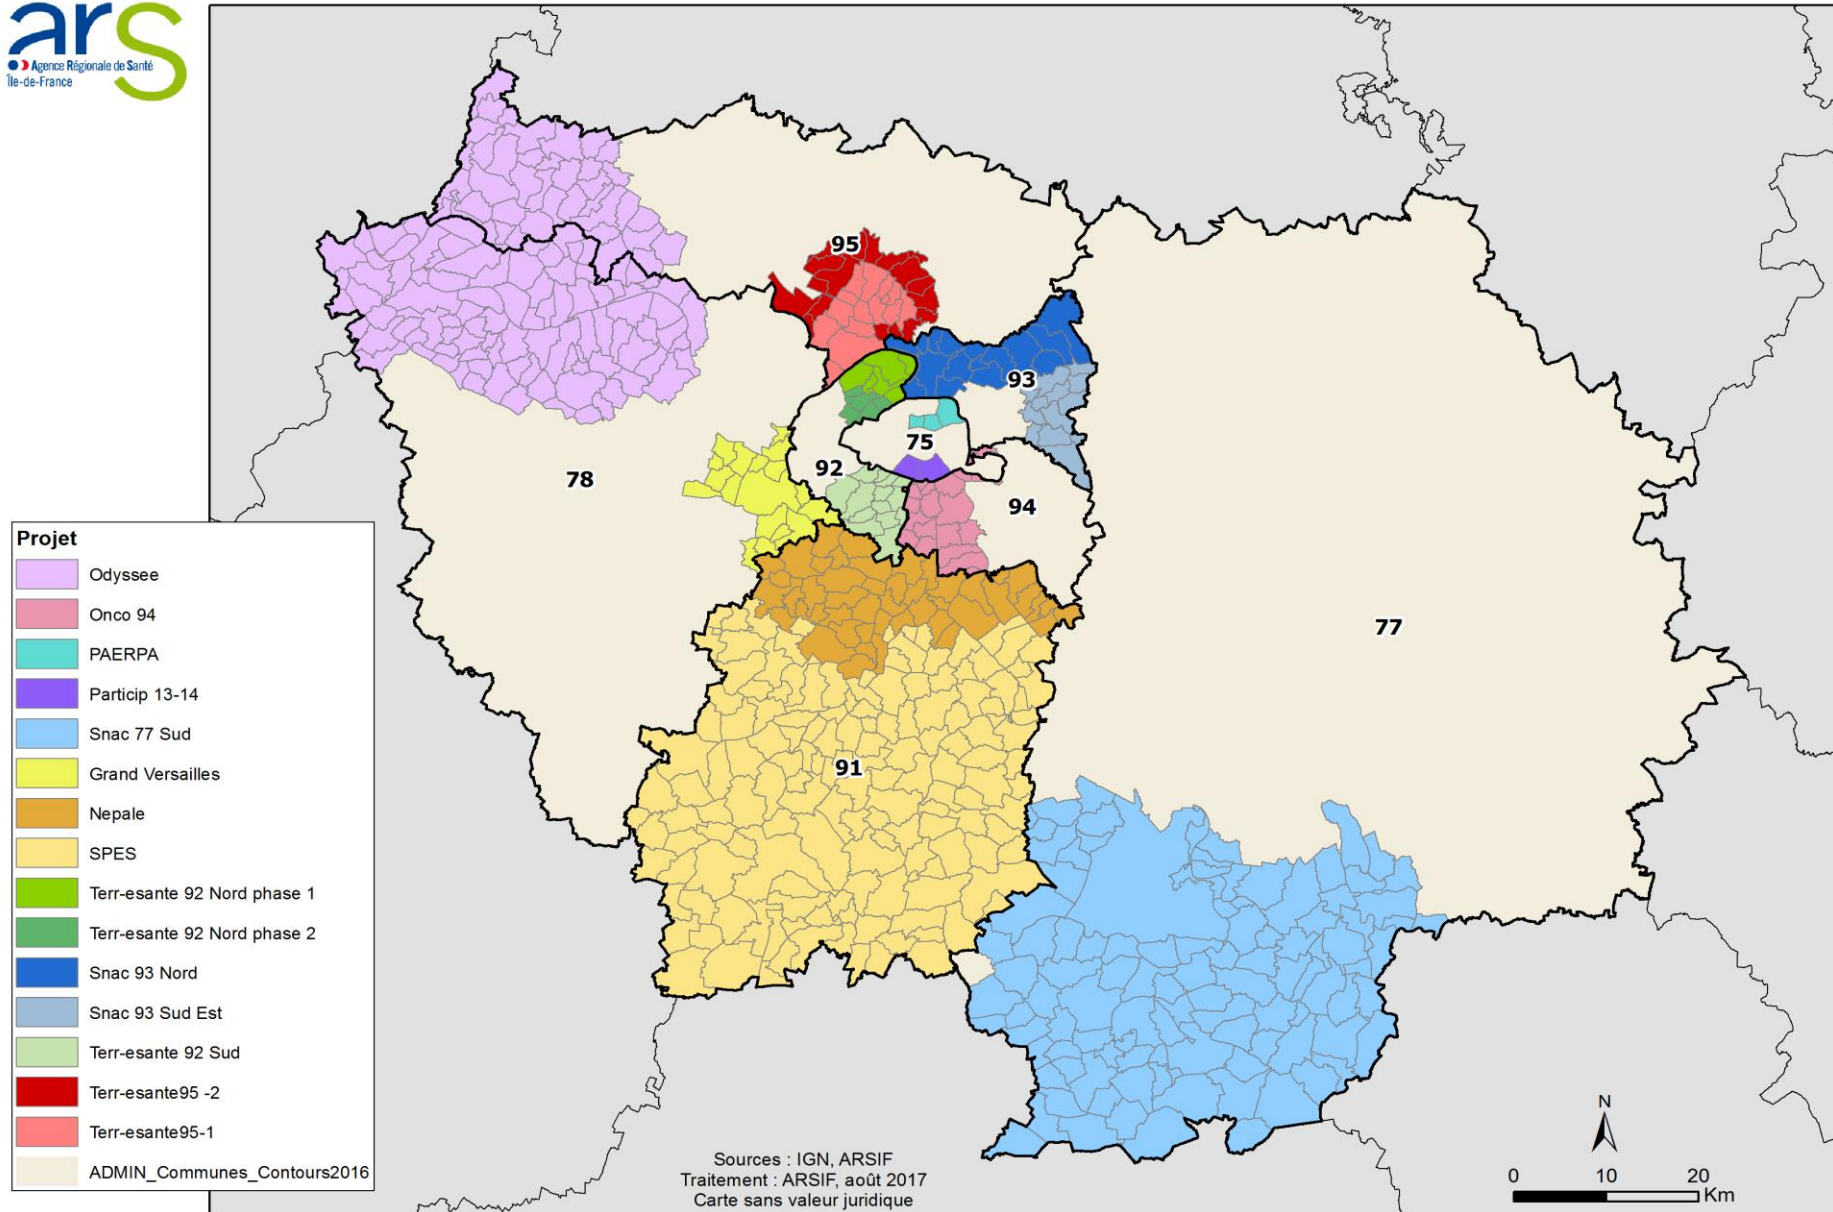 ars
Agence Régionale de Santé
Île-de-France
95
93
75
92
78
94
77
91
Projet
Odyssee
Onco 94
PAERPA
Particip 13-14
Snac 77 Sud
Grand Versailles
Nepale
SPES
Terr-esante 92 Nord phase 1
Terr-esante 92 Nord phase 2
Snac 93 Nord
Snac 93 Sud Est
Terr-esante 92 Sud
Terr-esante95 -2
Terr-esante95-1
ADMIN_Communes_Contours2016
Sources : IGN, ARSIF
Traitement : ARSIF, août 2017
Carte sans valeur juridique
N
0 10 20
Km